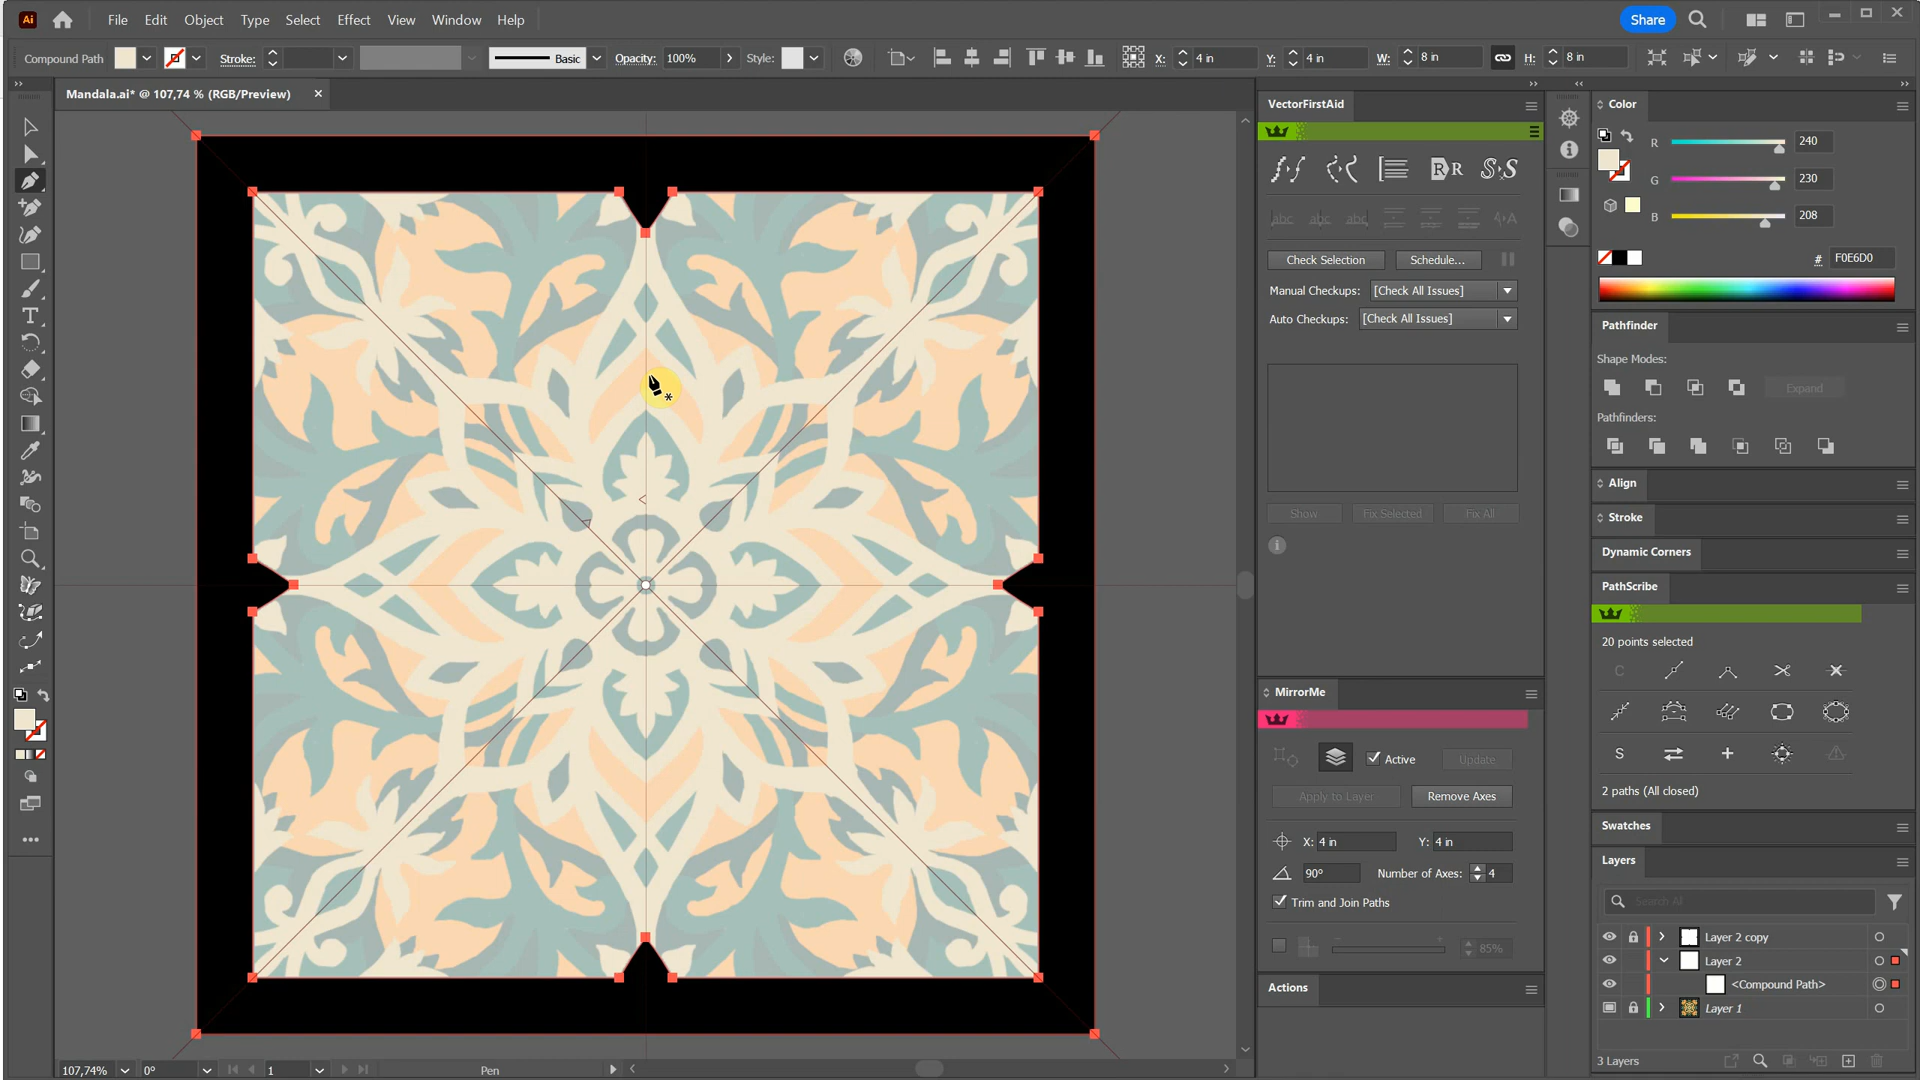 Ai File Edit Object Type Select Effect View Window Help Share
Compound Path Stroke: Basic Opacity: 100% Style: X: 4 in Y: 4 in W: 8 in H: 8 in
Mandala.ai* @ 107,74 % (RGB/Preview)
VectorFirstAid
Check Selection Schedule...
Manual Checkups: [Check All Issues]
Auto Checkups: [Check All Issues]
Show Fix Selected Fix All
MirrorMe
Active Update
Apply to Layer Remove Axes
X: 4 in Y: 4 in
90° Number of Axes: 4
Trim and Join Paths
85%
Actions
Color
R 240
G 230
B 208
# F0E6D0
Pathfinder
Shape Modes:
Expand
Pathfinders:
Align
Stroke
Dynamic Corners
PathScribe
20 points selected
2 paths (All closed)
Swatches
Layers
Search All
Layer 2 copy
Layer 2
<Compound Path>
Layer 1
3 Layers
107,74% 0° 1 Pen